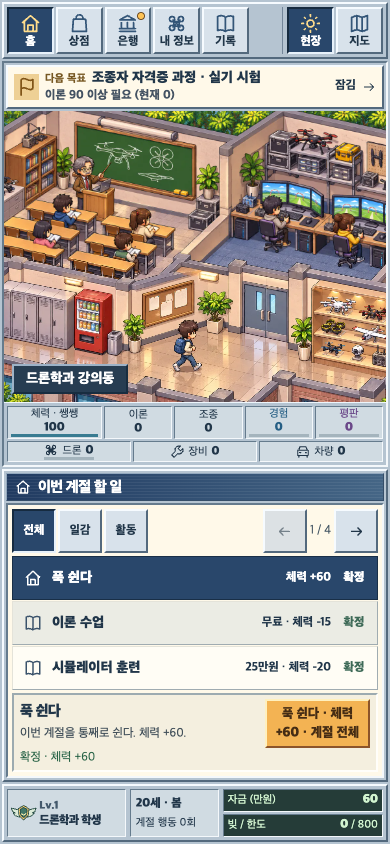 홈
상점
은행
내 정보
기록
현장
지도
다음 목표 조종자 자격증 과정 · 실기 시험
이론 90 이상 필요 (현재 0)
잠김 →
드론학과 강의동
체력 · 쌩쌩
100
이론
0
조종
0
경험
0
평판
0
드론 0
장비 0
차량 0
이번 계절 할 일
전체
일감
활동
← 1 / 4 →
푹 쉰다 체력 +60 확정
이론 수업 무료 · 체력 -15 확정
시뮬레이터 훈련 25만원 · 체력 -20 확정
푹 쉰다
이번 계절을 통째로 쉰다. 체력 +60.
확정 · 체력 +60
푹 쉰다 · 체력
+60 · 계절 전체
Lv.1
드론학과 학생
20세 · 봄
계절 행동 0회
자금 (만원) 60
빚 / 한도 0 / 800